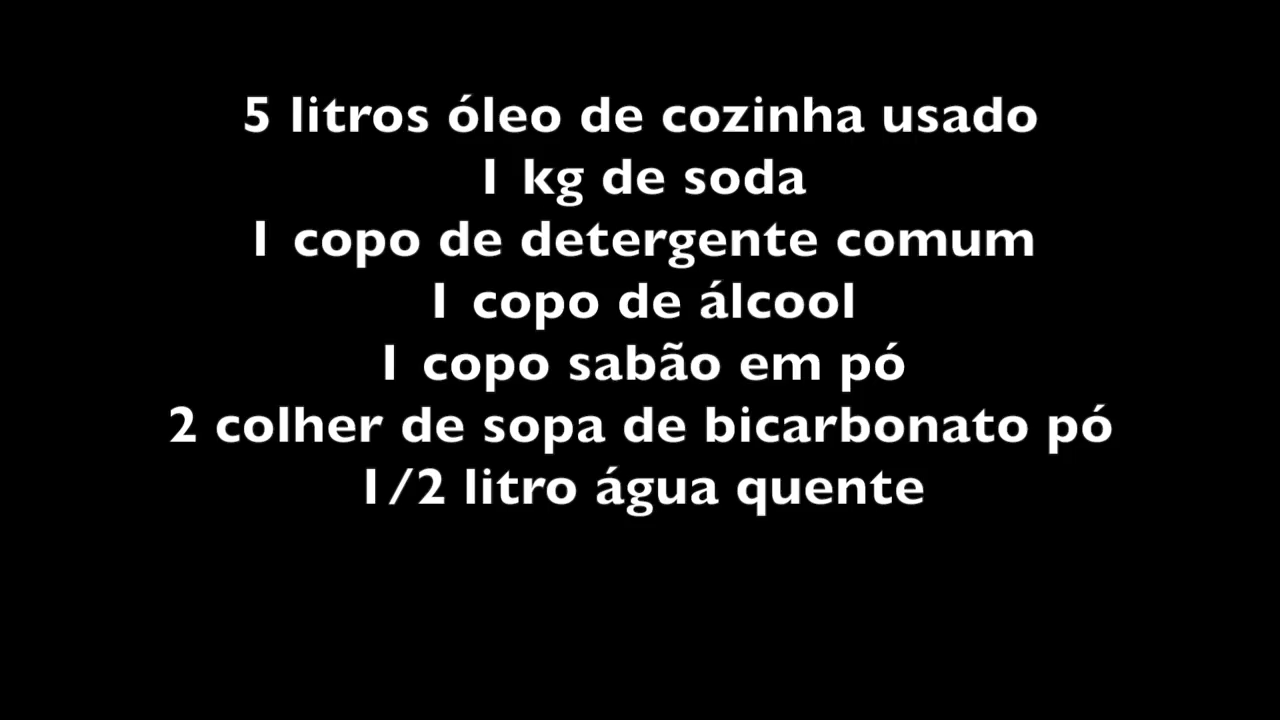 5 litros óleo de cozinha usado
1 kg de soda
1 copo de detergente comum
1 copo de álcool
1 copo sabão em pó
2 colher de sopa de bicarbonato pó
1/2 litro água quente